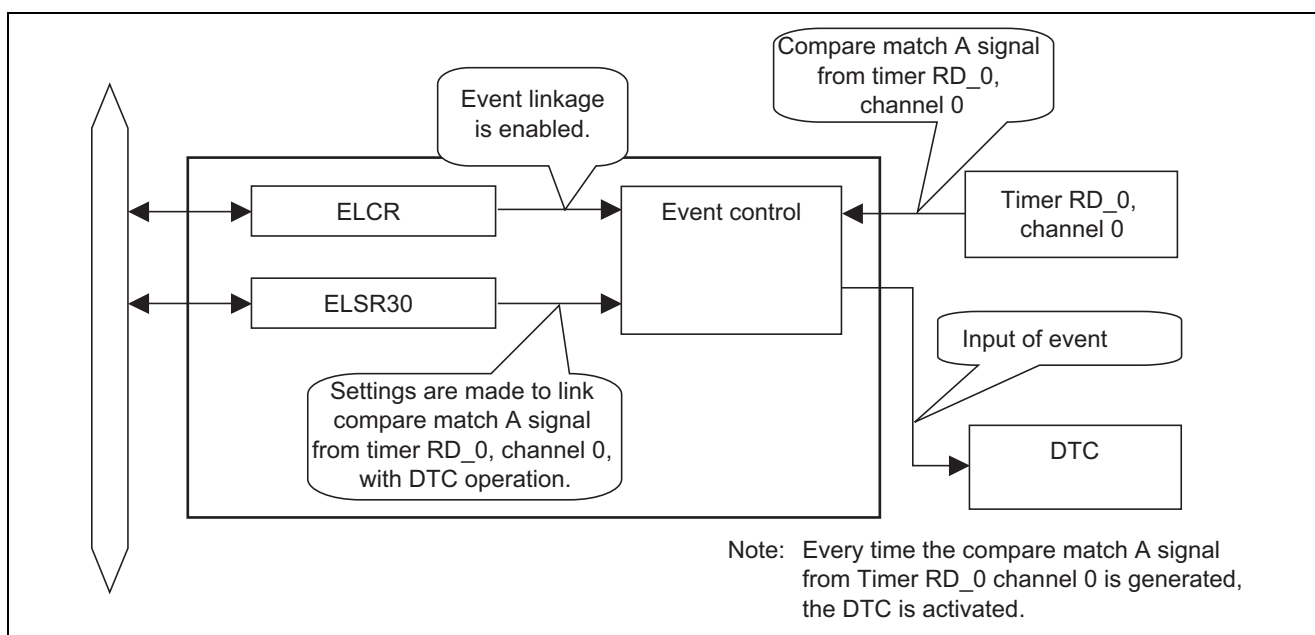 Compare match A signal
from timer RD_0,
channel 0
Event linkage
is enabled.
ELCR
Event control
Timer RD_0,
channel 0
ELSR30
Input of event
Settings are made to link
compare match A signal
from timer RD_0, channel 0,
with DTC operation.
DTC
Note: Every time the compare match A signal
from Timer RD_0 channel 0 is generated,
the DTC is activated.